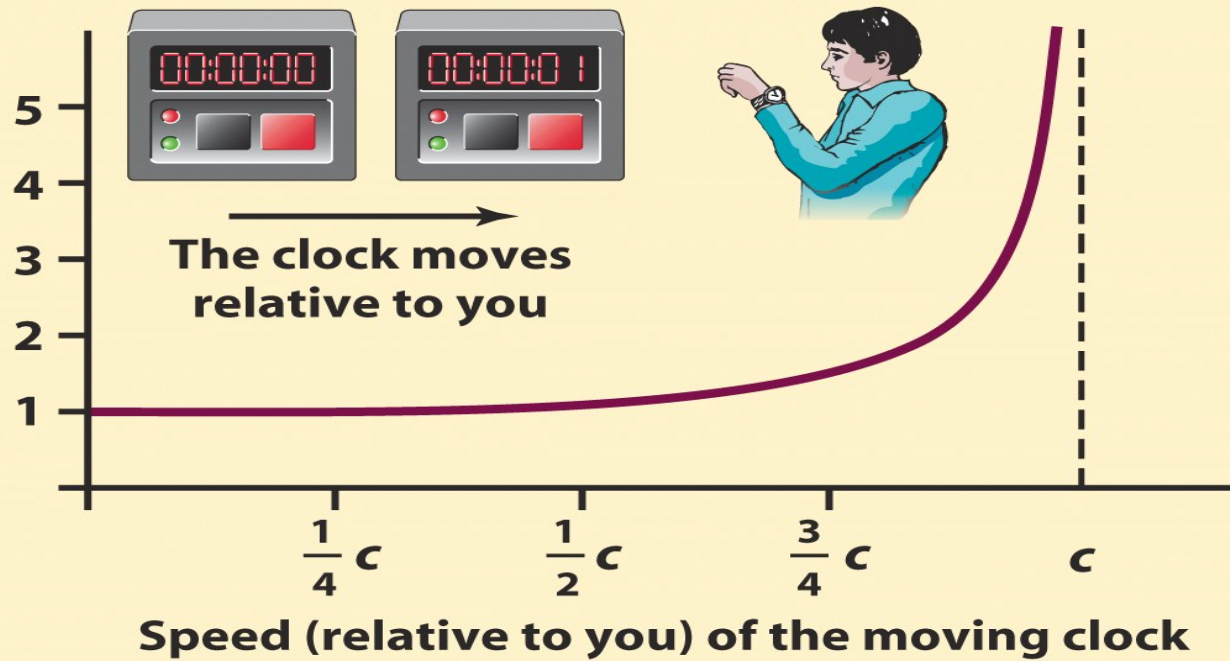 00:00:00
00:00:01
5
4
3
2
1
The clock moves
relative to you
1/4 c
1/2 c
3/4 c
c
Speed (relative to you) of the moving clock